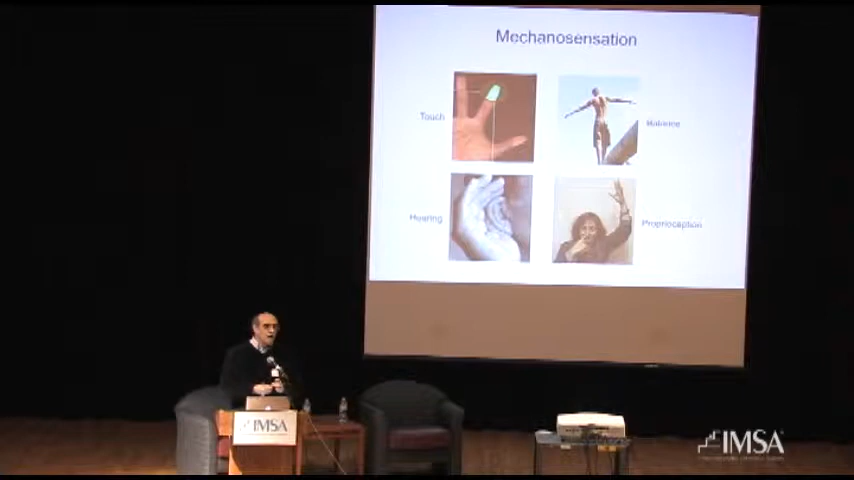 Mechanosensation
Touch
Balance
Hearing
Proprioception
IMSA
IMSA